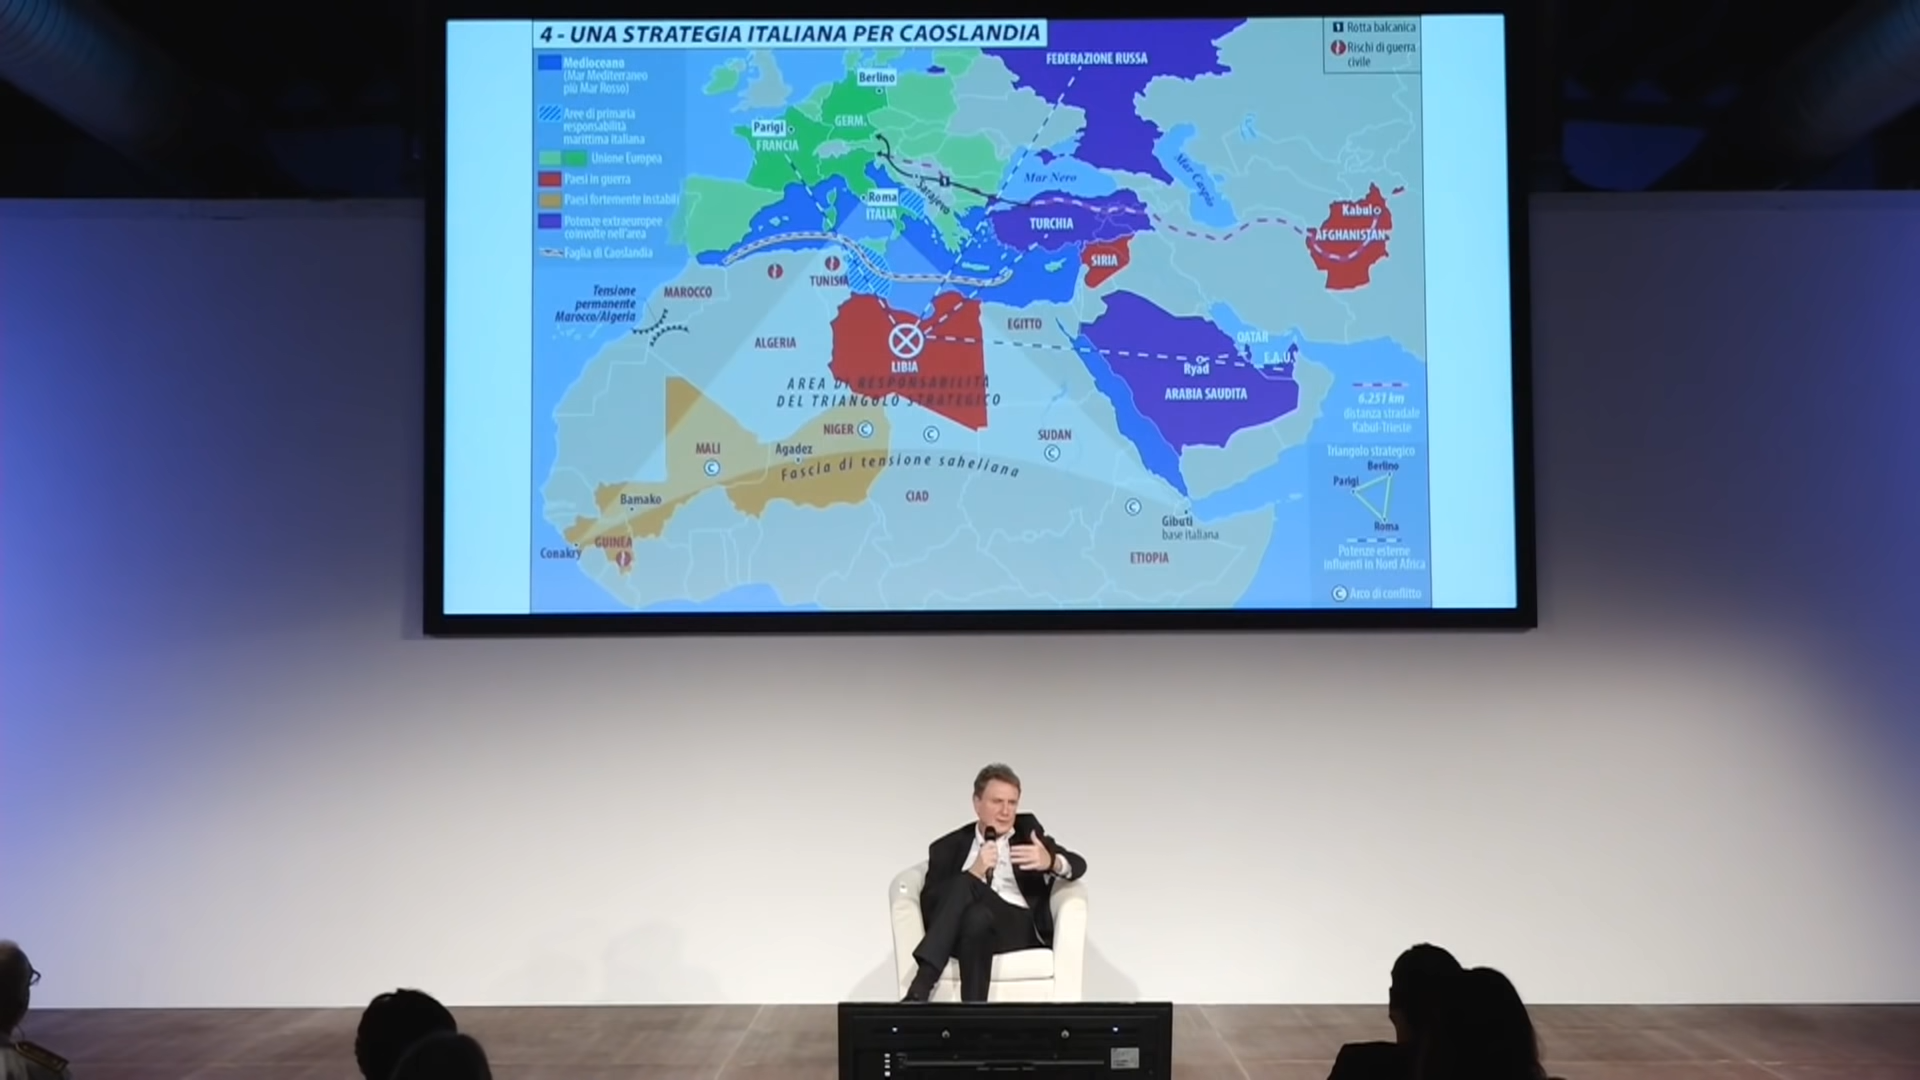 4 - UNA STRATEGIA ITALIANA PER CAOSLANDIA
Medioceano
(Mar Mediterraneo
più Mar Rosso)
Aree di primaria
responsabilità
marittima italiana
Unione Europea
Paesi in guerra
Paesi fortemente instabili
Potenze extraeuropee
coinvolte nell'area
Faglia di Caoslandia
Rotta balcanica
Rischi di guerra
civile
FEDERAZIONE RUSSA
Berlino
Parigi
GERM.
FRANCIA
Mar Nero
Mar Caspio
Sarajevo
Roma
ITALIA
TURCHIA
Kabul
AFGHANISTAN
SIRIA
TUNISIA
MAROCCO
Tensione
permanente
Marocco/Algeria
ALGERIA
LIBIA
EGITTO
QATAR
E.A.U.
Ryad
ARABIA SAUDITA
AREA DI RESPONSABILITÀ
DEL TRIANGOLO STRATEGICO
MALI
Agadez
NIGER
SUDAN
Fascia di tensione saheliana
CIAD
Bamako
Conakry
GUINEA
Gibuti
base italiana
ETIOPIA
6.251 km
distanza stradale
Kabul-Trieste
Triangolo strategico
Berlino
Parigi
Roma
Potenze esterne
influenti in Nord Africa
C Arco di conflitto